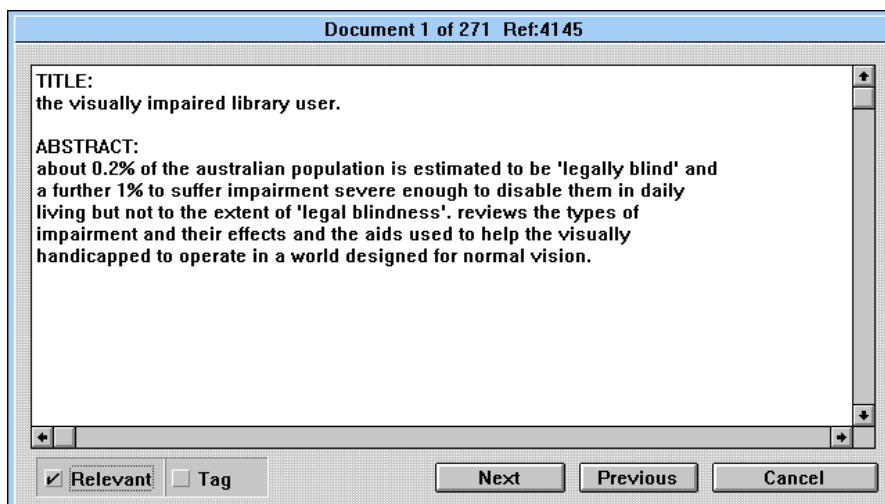 Document 1 of 271 Ref:4145
TITLE:
the visually impaired library user.
ABSTRACT:
about 0.2% of the australian population is estimated to be 'legally blind' and
a further 1% to suffer impairment severe enough to disable them in daily
living but not to the extent of 'legal blindness'. reviews the types of
impairment and their effects and the aids used to help the visually
handicapped to operate in a world designed for normal vision.
Relevant Tag Next Previous Cancel